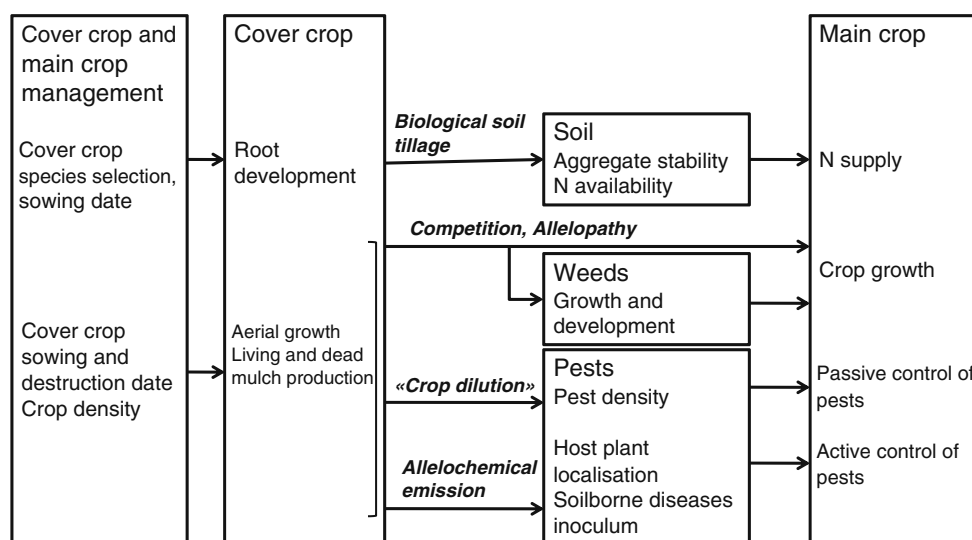 Cover crop and
main crop
management
Cover crop
species selection,
sowing date
Cover crop
sowing and
destruction date
Crop density
Cover crop
Root
development
Aerial growth
Living and dead
mulch production
Biological soil
tillage
Competition, Allelopathy
«Crop dilution»
Allelochemical
emission
Soil
Aggregate stability
N availability
Weeds
Growth and
development
Pests
Pest density
Host plant
localisation
Soilborne diseases
inoculum
Main crop
N supply
Crop growth
Passive control of
pests
Active control of
pests